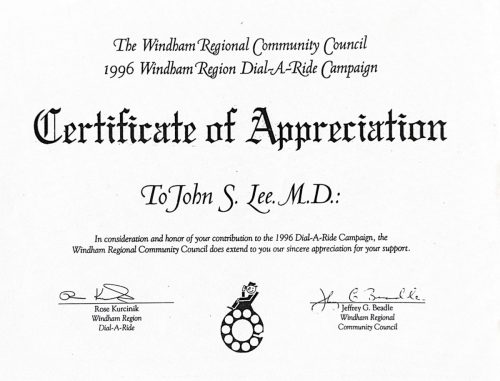 The Windham Regional Community Council
1996 Windham Region Dial-A-Ride Campaign
Certificate of Appreciation
To John S. Lee. M.D.:
In consideration and honor of your contribution to the 1996 Dial-A-Ride Campaign, the
Windham Regional Community Council does extend to you our sincere appreciation for your support.
Rose Kurcinik
Windham Region
Dial-A-Ride
Jeffrey G. Beadle
Windham Regional
Community Council